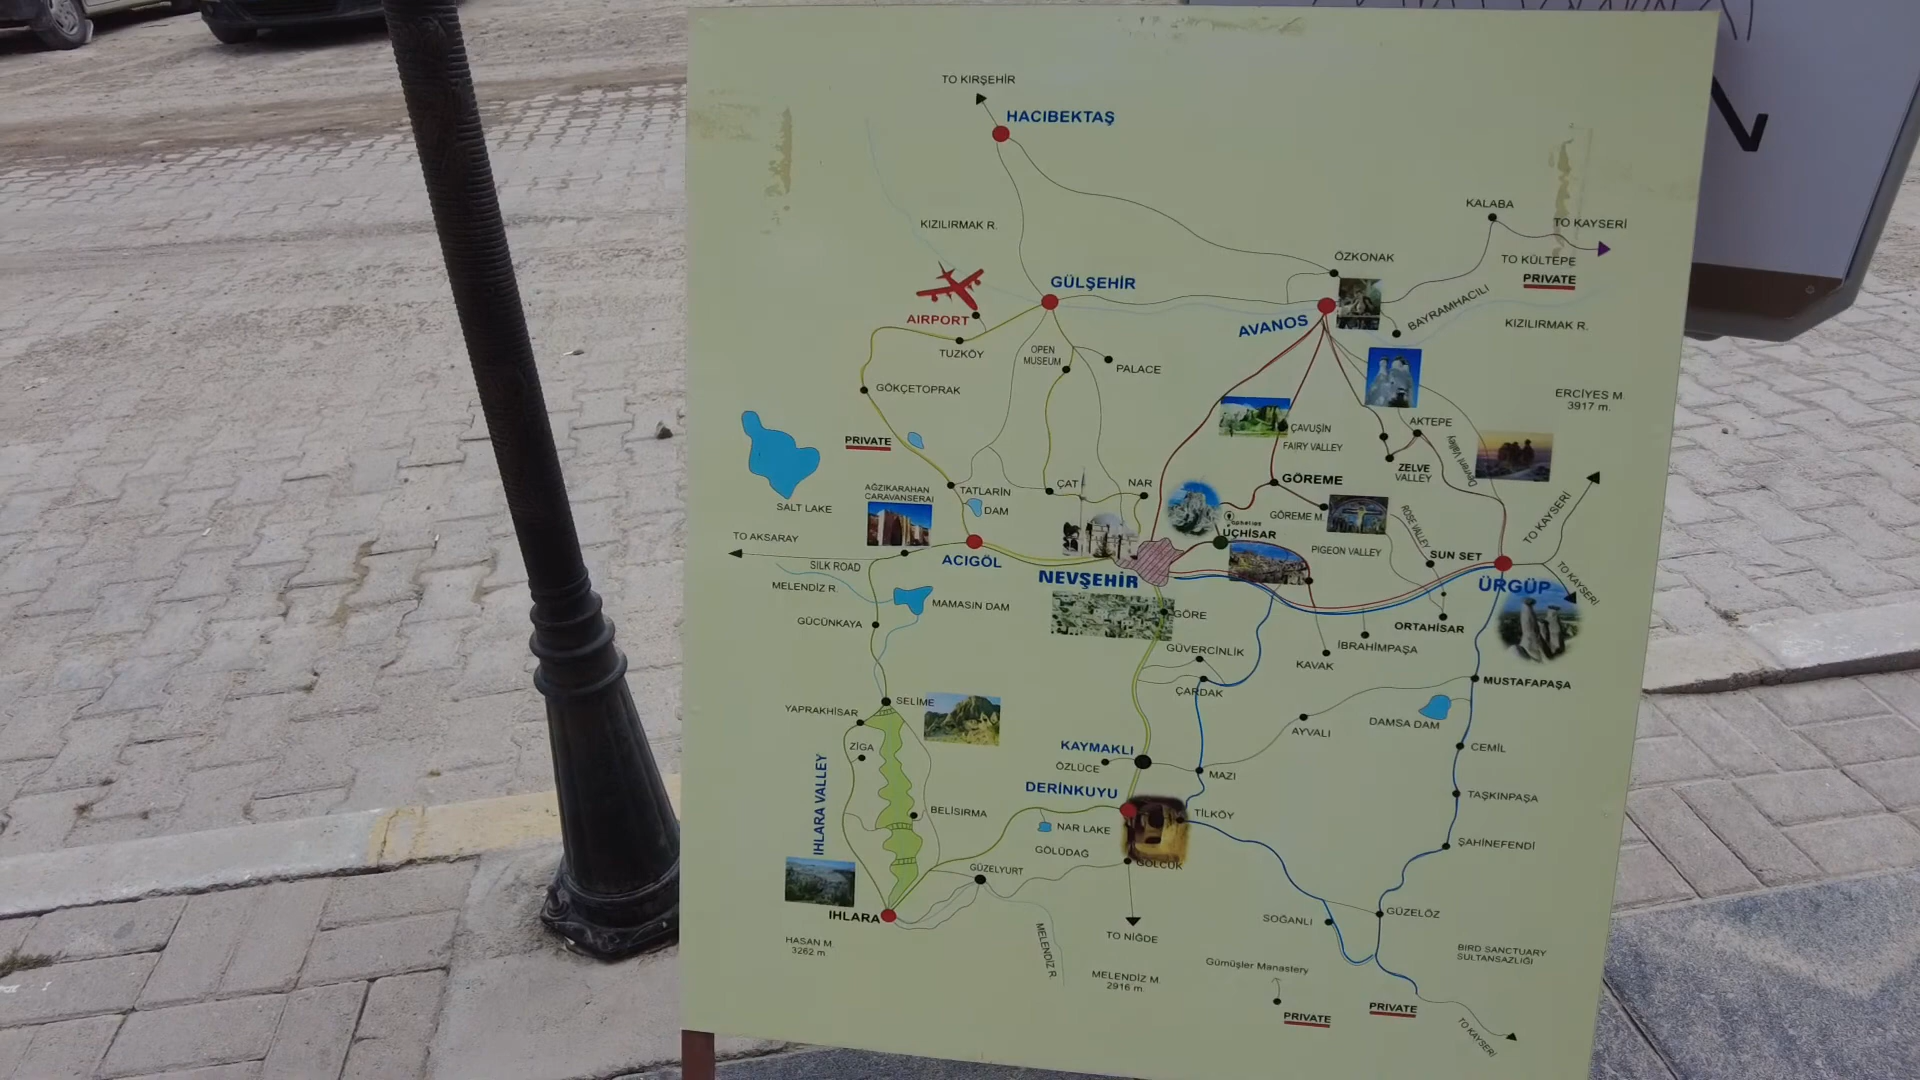 TO KIRŞEHİR
HACIBEKTAŞ
KALABA
TO KAYSERİ
KIZILIRMAK R.
ÖZKONAK
TO KÜLTEPE
PRIVATE
GÜLŞEHİR
BAYRAMHACILI
AIRPORT
AVANOS
KIZILIRMAK R.
TUZKÖY
OPEN
MUSEUM
PALACE
GÖKÇETOPRAK
ERCİYES M.
3917 m.
PRIVATE
ÇAVUŞİN
AKTEPE
FAIRY VALLEY
Devrent Valley
ZELVE
VALLEY
AĞZIKARAHAN
CARAVANSERAI
TATLARİN
ÇAT
NAR
GÖREME
SALT LAKE
DAM
GÖREME M.
ROSE VALLEY
TO KAYSERİ
TO AKSARAY
UÇHİSAR
PIGEON VALLEY
SUN SET
SILK ROAD
ACIGÖL
NEVŞEHİR
ÜRGÜP
TO KAYSERİ
MELENDİZ R.
MAMASIN DAM
GÖRE
GÜCÜNKAYA
ORTAHİSAR
İBRAHİMPAŞA
GÜVERCİNLİK
KAVAK
ÇARDAK
MUSTAFAPAŞA
SELİME
YAPRAKHİSAR
DAMSA DAM
AYVALI
ZİGA
KAYMAKLI
CEMİL
ÖZLÜCE
MAZI
IHLARA VALLEY
DERİNKUYU
TAŞKINPAŞA
BELİSIRMA
TİLKÖY
NAR LAKE
GÖLÜDAĞ
ŞAHİNEFENDİ
GÖLCÜK
GÜZELYURT
IHLARA
GÜZELÖZ
SOĞANLI
MELENDİZ R.
TO NİĞDE
HASAN M.
3262 m.
BIRD SANCTUARY
SULTANSAZLIĞI
Gümüşler Manastery
MELENDİZ M.
2916 m.
PRIVATE
PRIVATE
TO KAYSERİ